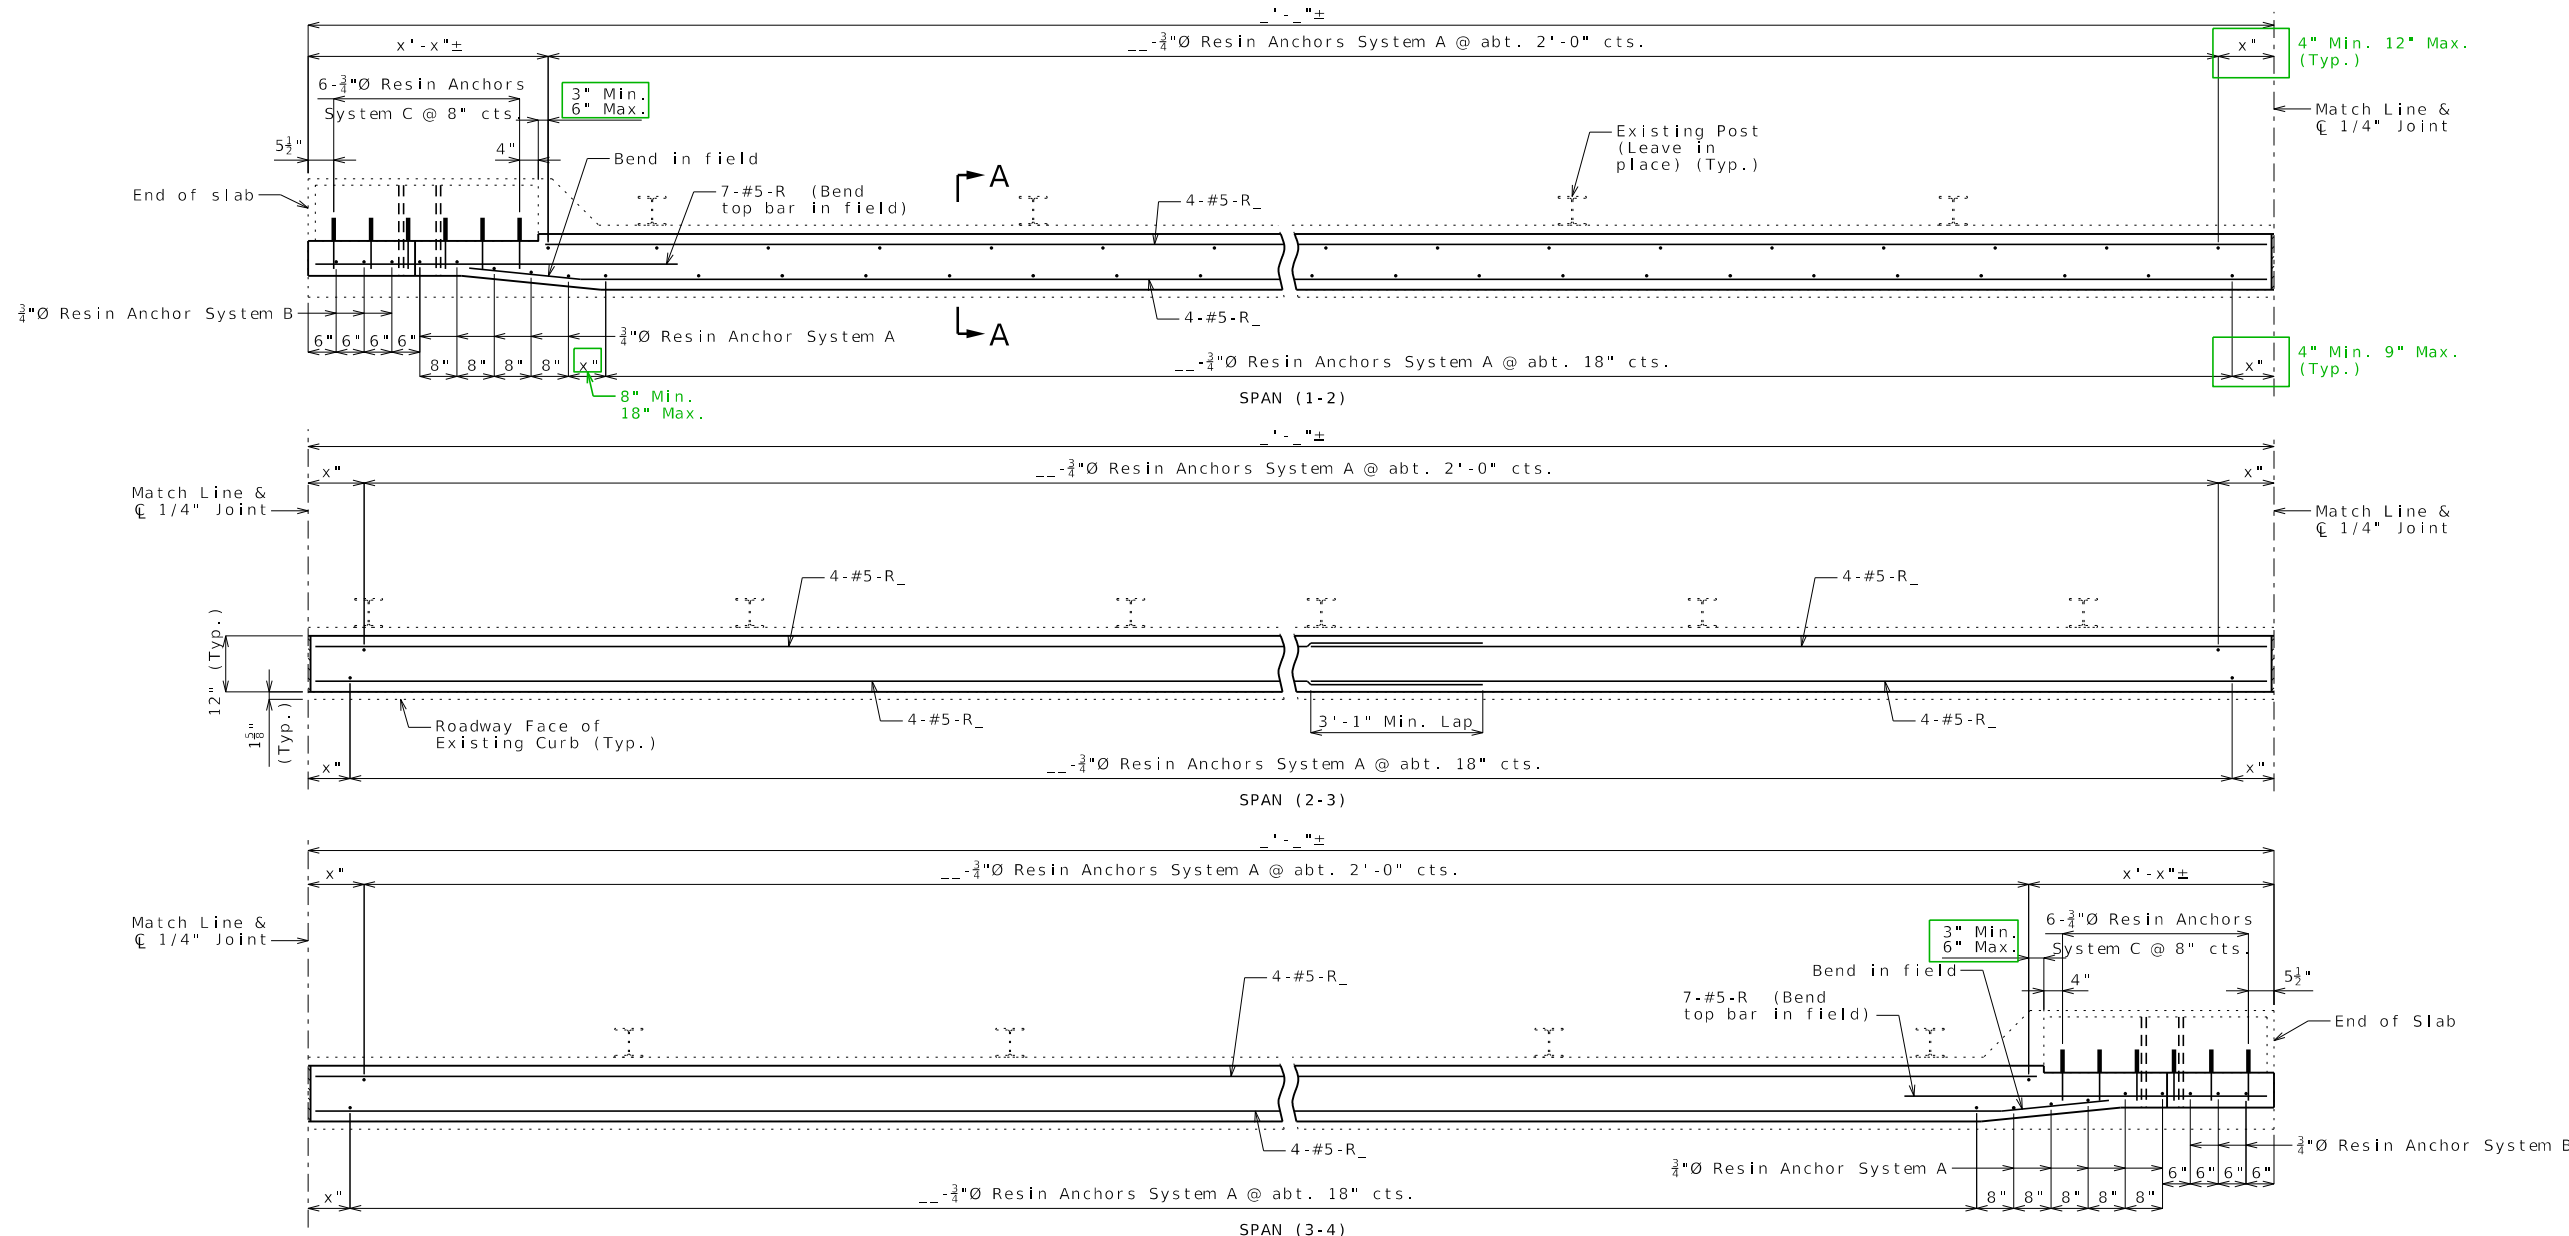 _'-_"±
x'-x"±
__-3/4"Ø Resin Anchors System A @ abt. 2'-0" cts.
x"
4" Min. 12" Max.
(Typ.)
6-3/4"Ø Resin Anchors
System C @ 8" cts.
3" Min.
6" Max.
Match Line &
℄ 1/4" Joint
5 1/2"
4"
Bend in field
Existing Post
(Leave in
place) (Typ.)
End of slab
7-#5-R (Bend
top bar in field)
A
4-#5-R_
3/4"Ø Resin Anchor System B
4-#5-R_
A
3/4"Ø Resin Anchor System A
6" 6" 6" 6"
8" 8" 8" 8" x"
__-3/4"Ø Resin Anchors System A @ abt. 18" cts.
x"
4" Min. 9" Max.
(Typ.)
8" Min.
18" Max.
SPAN (1-2)
_'-_"±
x"
__-3/4"Ø Resin Anchors System A @ abt. 2'-0" cts.
x"
Match Line &
℄ 1/4" Joint
Match Line &
℄ 1/4" Joint
4-#5-R_
4-#5-R_
12" (Typ.)
1 5/8"
(Typ.)
Roadway Face of
Existing Curb (Typ.)
4-#5-R_
3'-1" Min. Lap
4-#5-R_
x"
__-3/4"Ø Resin Anchors System A @ abt. 18" cts.
x"
SPAN (2-3)
_'-_"±
x"
__-3/4"Ø Resin Anchors System A @ abt. 2'-0" cts.
x'-x"±
Match Line &
℄ 1/4" Joint
3" Min.
6" Max.
6-3/4"Ø Resin Anchors
System C @ 8" cts.
4-#5-R_
Bend in field
4"
5 1/2"
7-#5-R (Bend
top bar in field)
End of Slab
4-#5-R_
3/4"Ø Resin Anchor System B
3/4"Ø Resin Anchor System A
6" 6" 6" 6"
8" 8" 8" 8" 8"
x"
__-3/4"Ø Resin Anchors System A @ abt. 18" cts.
SPAN (3-4)